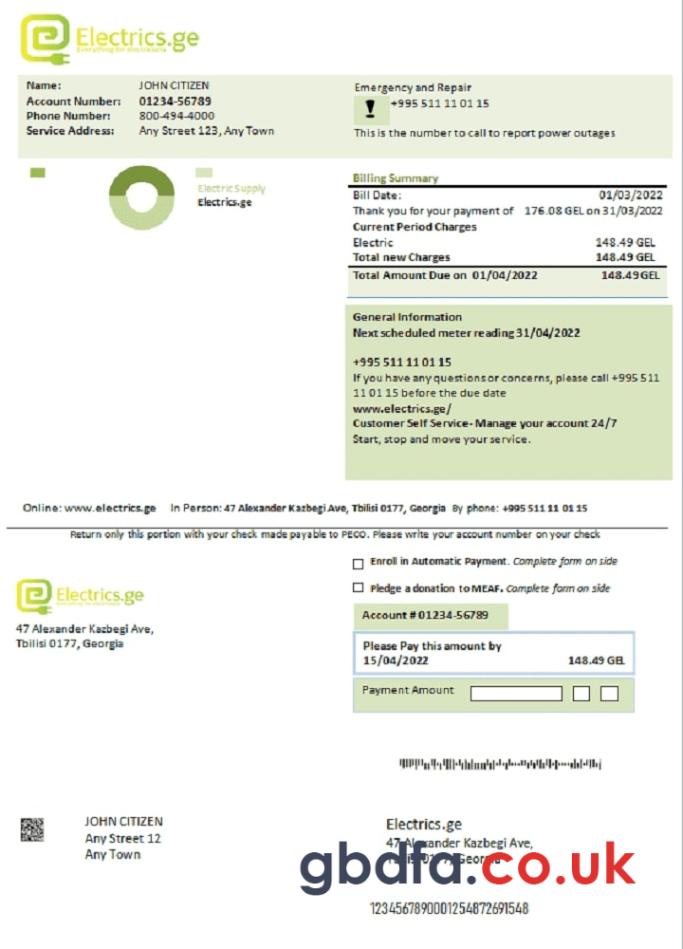 Electrics.ge
Everything for electricians
Name: JOHN CITIZEN
Account Number: 01234-56789
Phone Number: 800-494-4000
Service Address: Any Street 123, Any Town
Emergency and Repair
! +995 511 11 01 15
This is the number to call to report power outages
Electric Supply
Electrics.ge
Billing Summary
Bill Date: 01/03/2022
Thank you for your payment of 176.08 GEL on 31/03/2022
Current Period Charges
Electric 148.49 GEL
Total new Charges 148.49 GEL
Total Amount Due on 01/04/2022 148.49GEL
General Information
Next scheduled meter reading 31/04/2022
+995 511 11 01 15
If you have any questions or concerns, please call +995 511
11 01 15 before the due date
www.electrics.ge/
Customer Self Service- Manage your account 24/7
Start, stop and move your service.
Online: www.electrics.ge In Person: 47 Alexander Kazbegi Ave, Tbilisi 0177, Georgia By phone: +995 511 11 01 15
Return only this portion with your check made payable to PECO. Please write your account number on your check
Enroll in Automatic Payment. Complete form on side
Pledge a donation to MEAF. Complete form on side
Electrics.ge
47 Alexander Kazbegi Ave,
Tbilisi 0177, Georgia
Account # 01234-56789
Please Pay this amount by
15/04/2022 148.49 GEL
Payment Amount
JOHN CITIZEN
Any Street 12
Any Town
Electrics.ge
47 Alexander Kazbegi Ave,
Tbilisi 0177, Georgia
gbdfa.co.uk
1234567890001254872691548